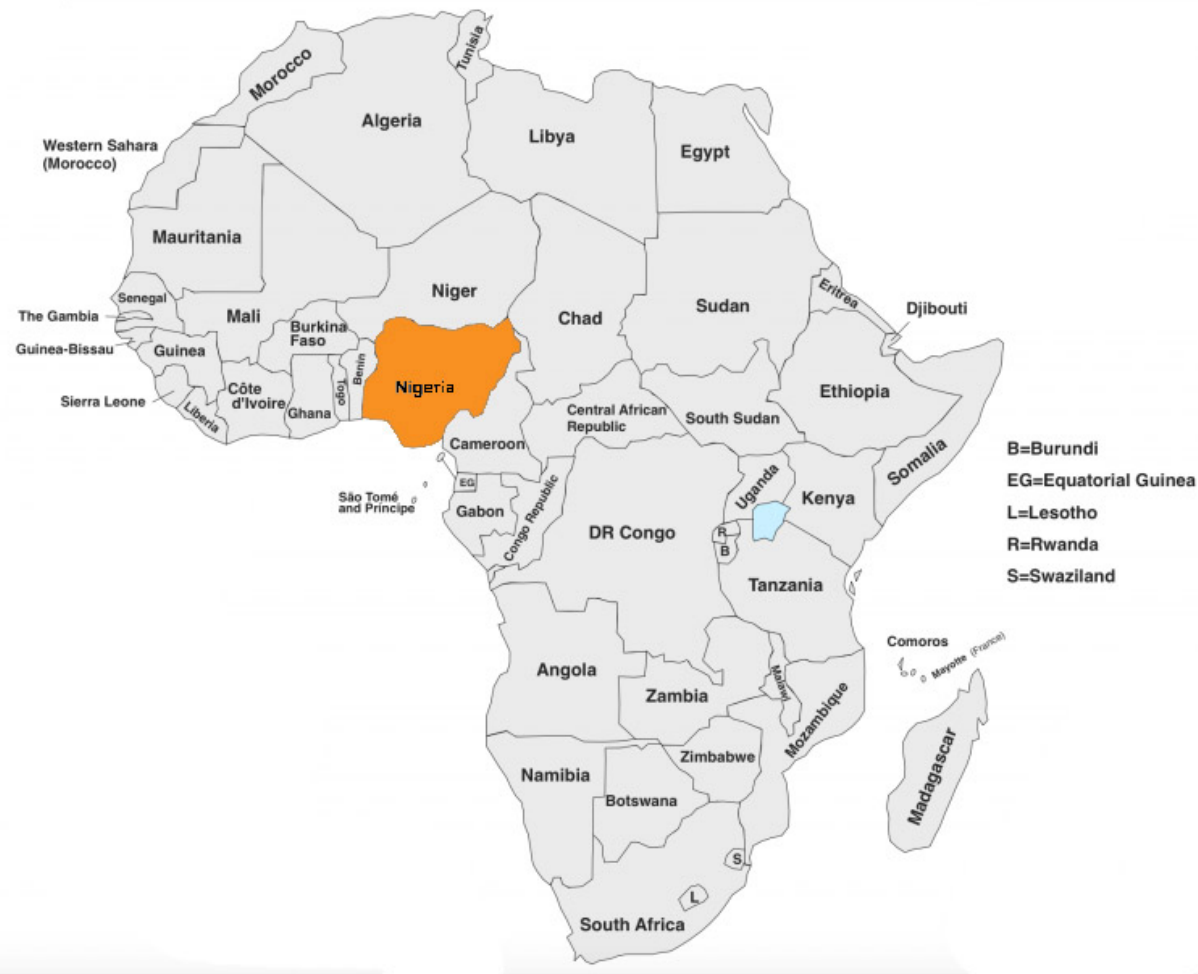 Tunisia
Morocco
Algeria
Libya
Egypt
Western Sahara
(Morocco)
Mauritania
Niger
Mali
Chad
Sudan
Eritrea
Djibouti
Senegal
The Gambia
Guinea-Bissau
Guinea
Burkina
Faso
Benin
Togo
Nigeria
Sierra Leone
Liberia
Côte
d'Ivoire
Ghana
Central African
Republic
South Sudan
Ethiopia
Somalia
Cameroon
EG
São Tomé
and Príncipe
Gabon
Congo Republic
DR Congo
Uganda
Kenya
R
B
Tanzania
B=Burundi
EG=Equatorial Guinea
L=Lesotho
R=Rwanda
S=Swaziland
Comoros
Mayotte (France)
Angola
Zambia
Malawi
Mozambique
Zimbabwe
Namibia
Botswana
Madagascar
S
L
South Africa